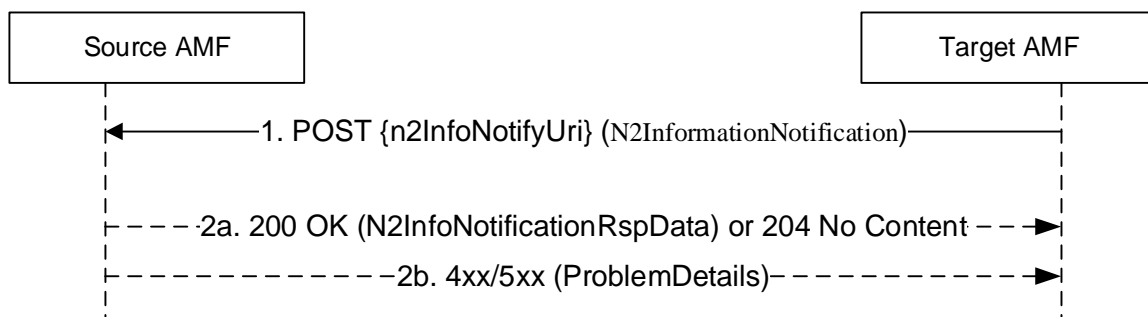 Source AMF
Target AMF
1. POST {n2InfoNotifyUri} (N2InformationNotification)
2a. 200 OK (N2InfoNotificationRspData) or 204 No Content
2b. 4xx/5xx (ProblemDetails)